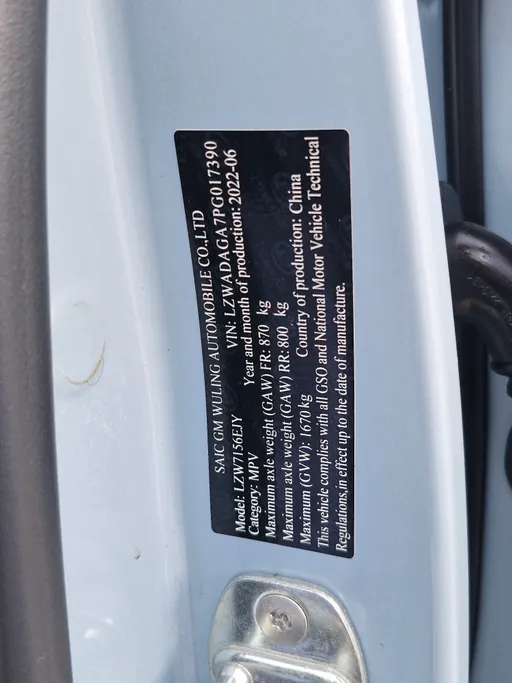 SAIC GM WULING AUTOMOBILE CO.,LTD
Model: LZW7156EJY VIN: LZWADAGA7PG017390
Category: MPV Year and month of production: 2022-06
Maximum axle weight (GAW) FR: 870 kg
Maximum axle weight (GAW) RR: 800 kg
Maximum (GVW): 1670 kg Country of production: China
This vehicle complies with all GSO and National Motor Vehicle Technical
Regulations,in effect up to the date of manufacture.